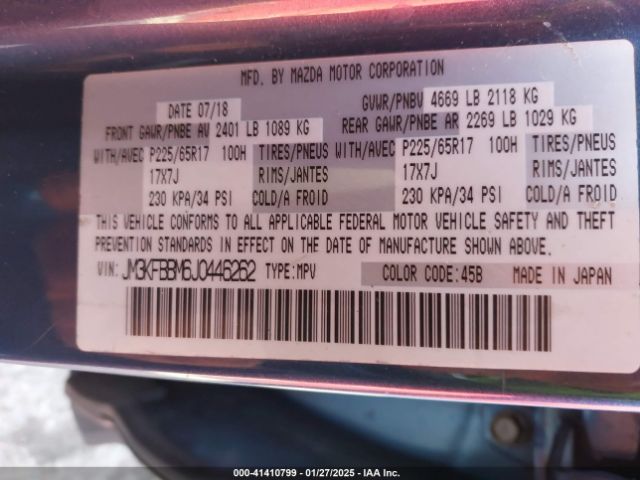 MFD. BY MAZDA MOTOR CORPORATION
DATE 07/18 GVWR/PNBV 4669 LB 2118 KG
FRONT GAWR/PNBE AV 2401 LB 1089 KG REAR GAWR/PNBE AR 2269 LB 1029 KG
WITH/AVEC P225/65R17 100H TIRES/PNEUS WITH/AVEC P225/65R17 100H TIRES/PNEUS
17X7J RIMS/JANTES 17X7J RIMS/JANTES
230 KPA/34 PSI COLD/A FROID 230 KPA/34 PSI COLD/A FROID
THIS VEHICLE CONFORMS TO ALL APPLICABLE FEDERAL MOTOR VEHICLE SAFETY AND THEFT
PREVENTION STANDARDS IN EFFECT ON THE DATE OF MANUFACTURE SHOWN ABOVE.
VIN: JM3KFBBM6J0446262 TYPE:MPV COLOR CODE:45B MADE IN JAPAN
000-41410799 — 01/27/2025 — IAA Inc.